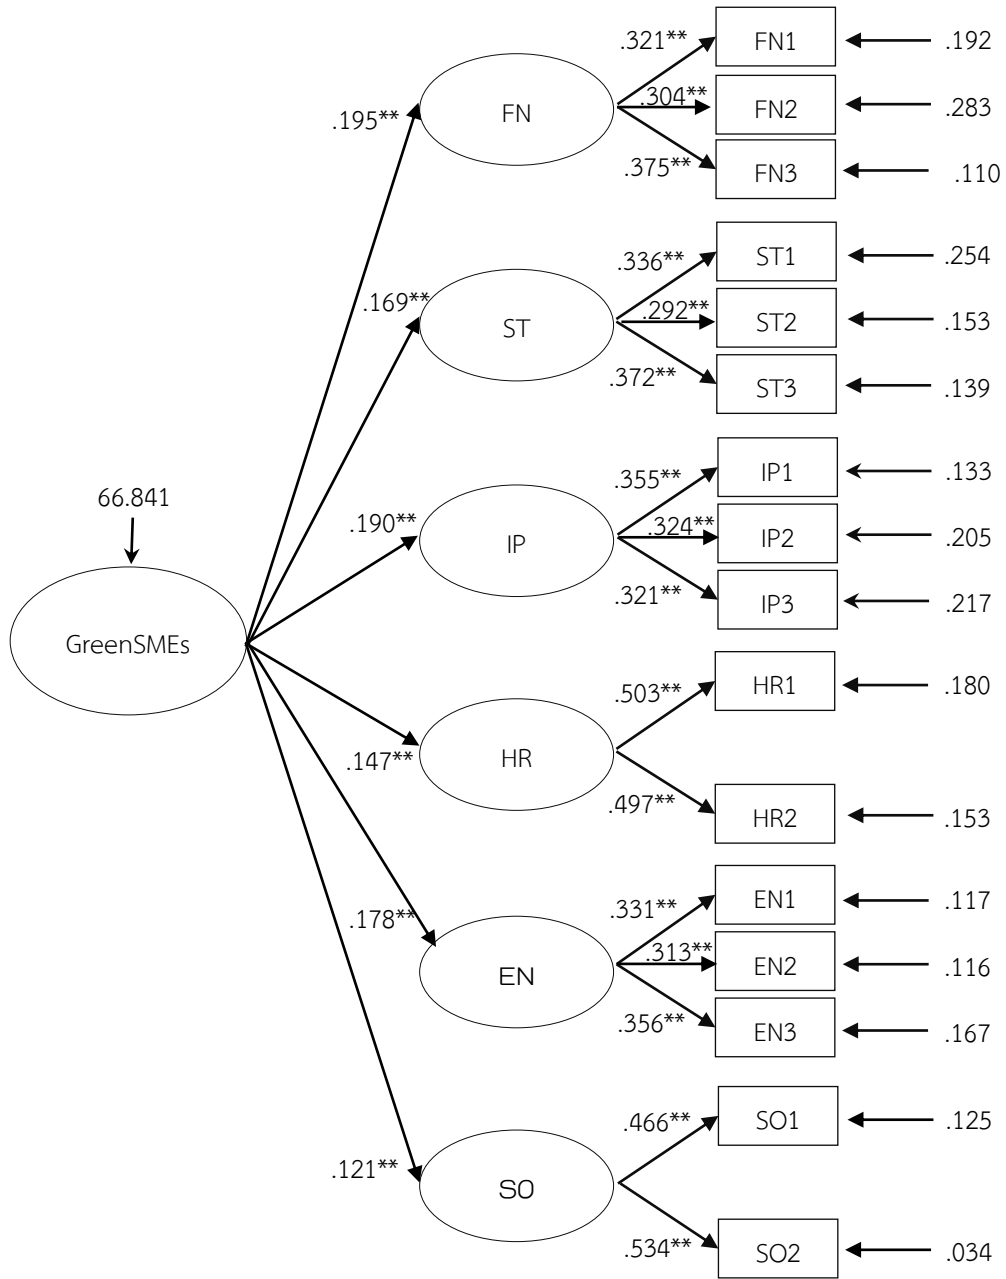 .321** FN1 .192
.195** FN .304** FN2 .283
.375** FN3 .110
.336** ST1 .254
.169** ST .292** ST2 .153
.372** ST3 .139
.355** IP1 .133
66.841
.190** IP .324** IP2 .205
.321** IP3 .217
GreenSMEs
.503** HR1 .180
.147** HR
.497** HR2 .153
.331** EN1 .117
.178** EN .313** EN2 .116
.356** EN3 .167
.466** SO1 .125
.121** SO
.534** SO2 .034